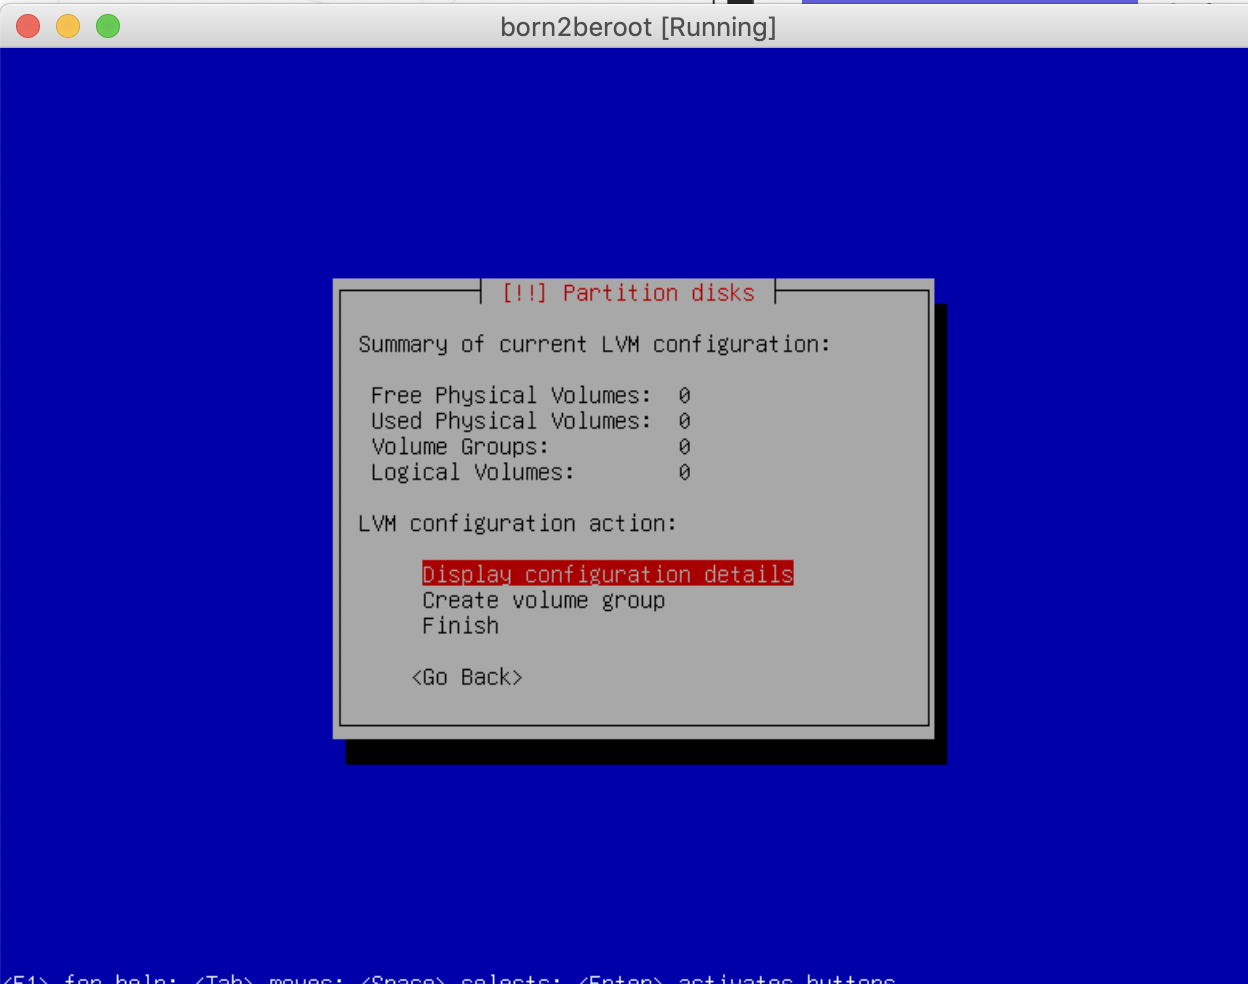 born2beroot [Running]
[!!] Partition disks
Summary of current LVM configuration:
Free Physical Volumes: 0
Used Physical Volumes: 0
Volume Groups: 0
Logical Volumes: 0
LVM configuration action:
Display configuration details
Create volume group
Finish
<Go Back>
<F1> for help; <Tab> moves; <Space> selects; <Enter> activates buttons